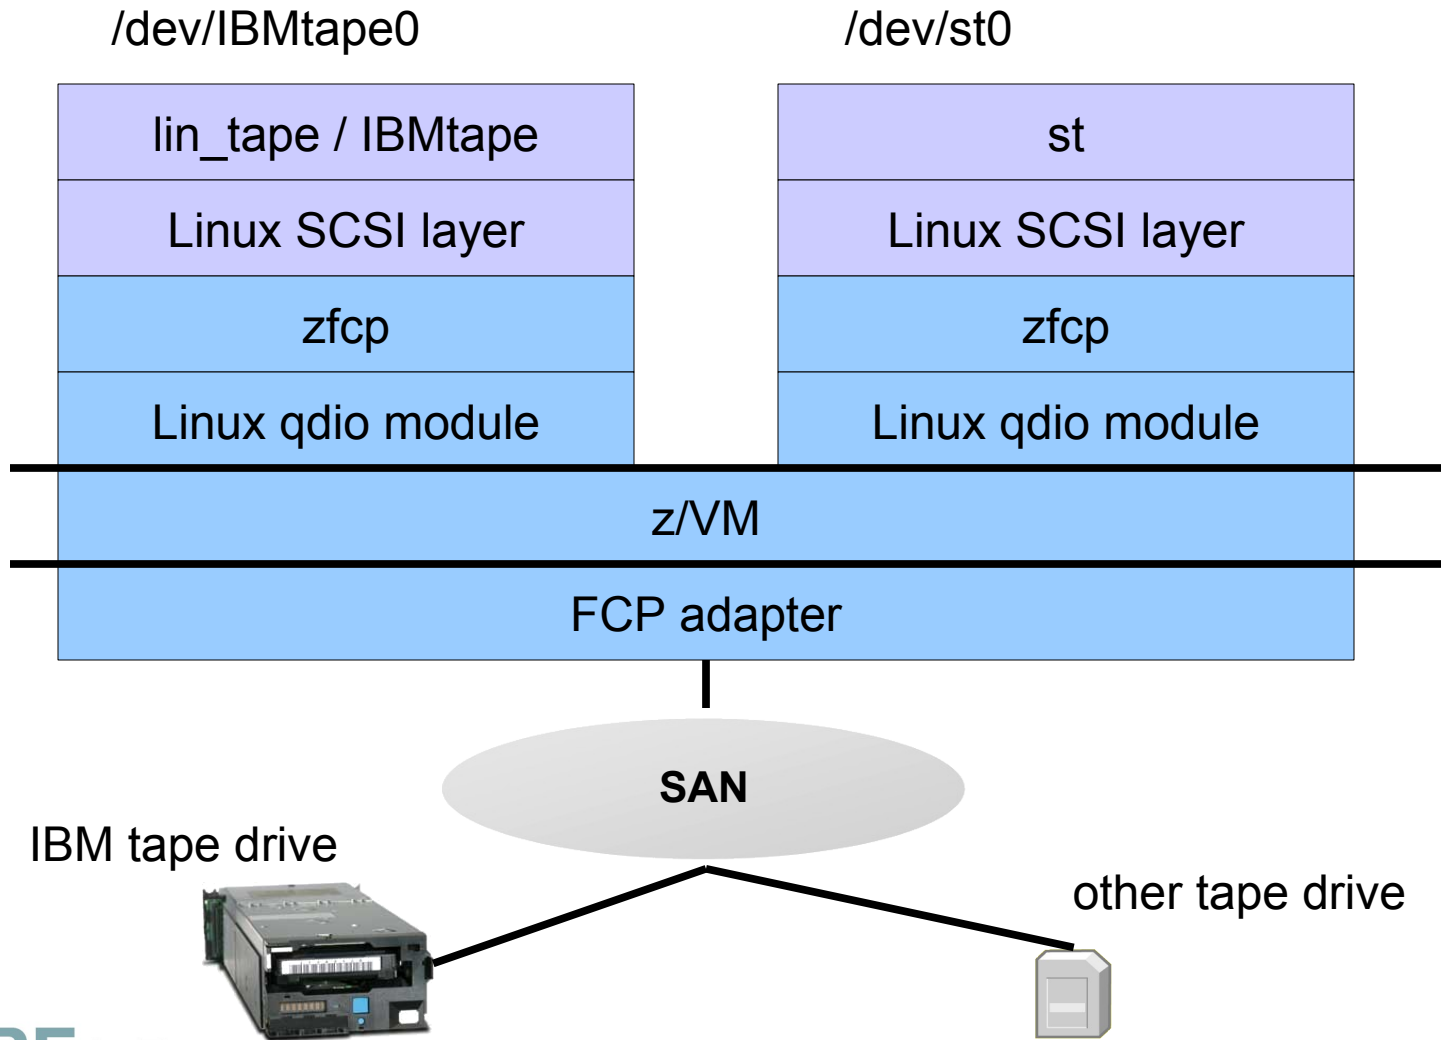 /dev/IBMtape0
/dev/st0
lin_tape / IBMtape
st
Linux SCSI layer
Linux SCSI layer
zfcp
zfcp
Linux qdio module
Linux qdio module
z/VM
FCP adapter
SAN
IBM tape drive
other tape drive